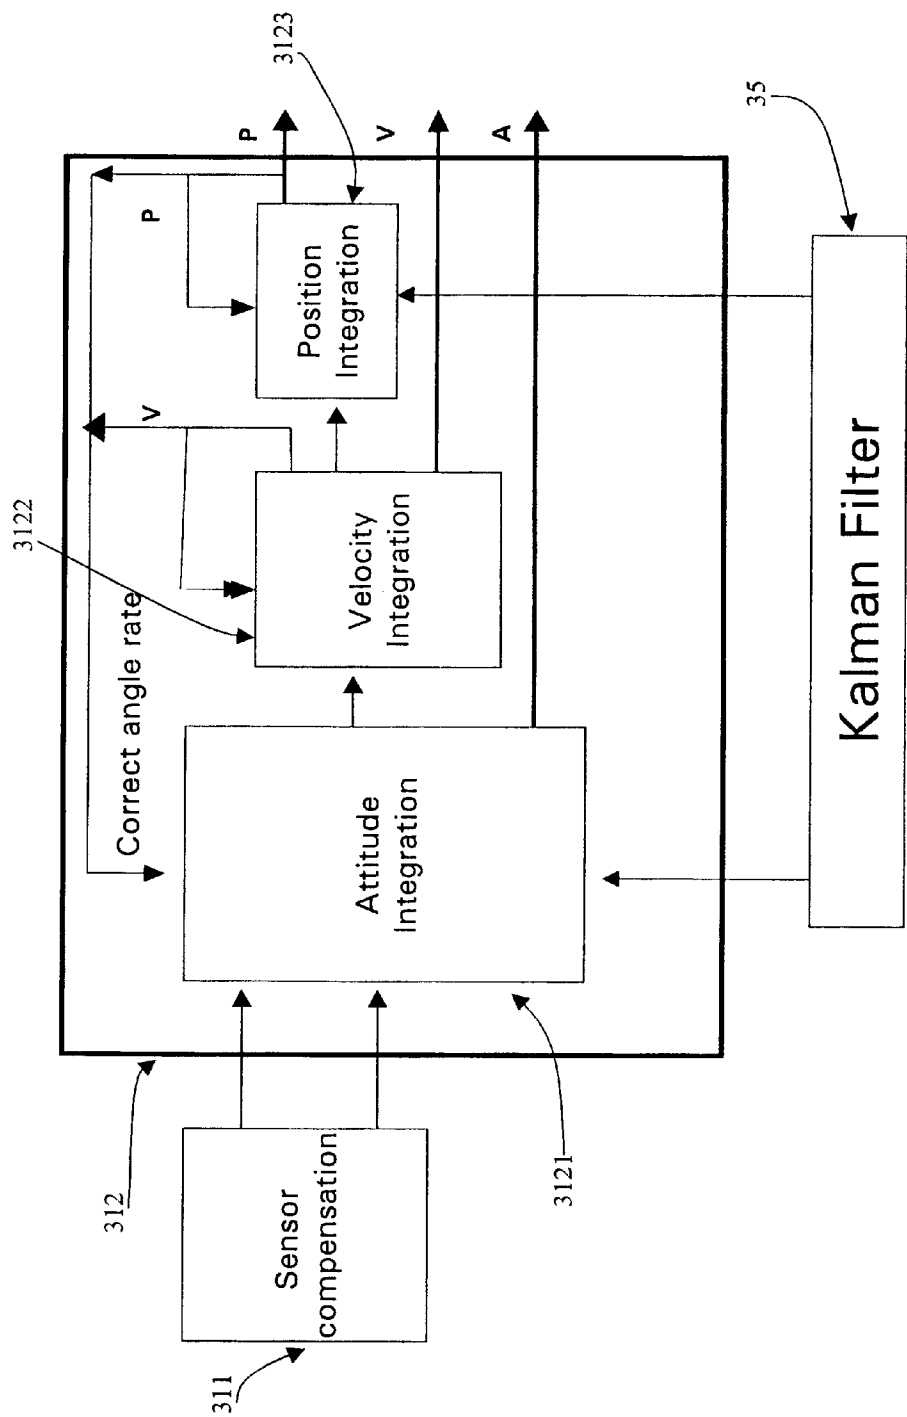 311
Sensor
compensation
312
3121
Attitude
Integration
Correct angle rate
3122
Velocity
Integration
V
Position
Integration
P
3123
P
V
A
Kalman Filter
35